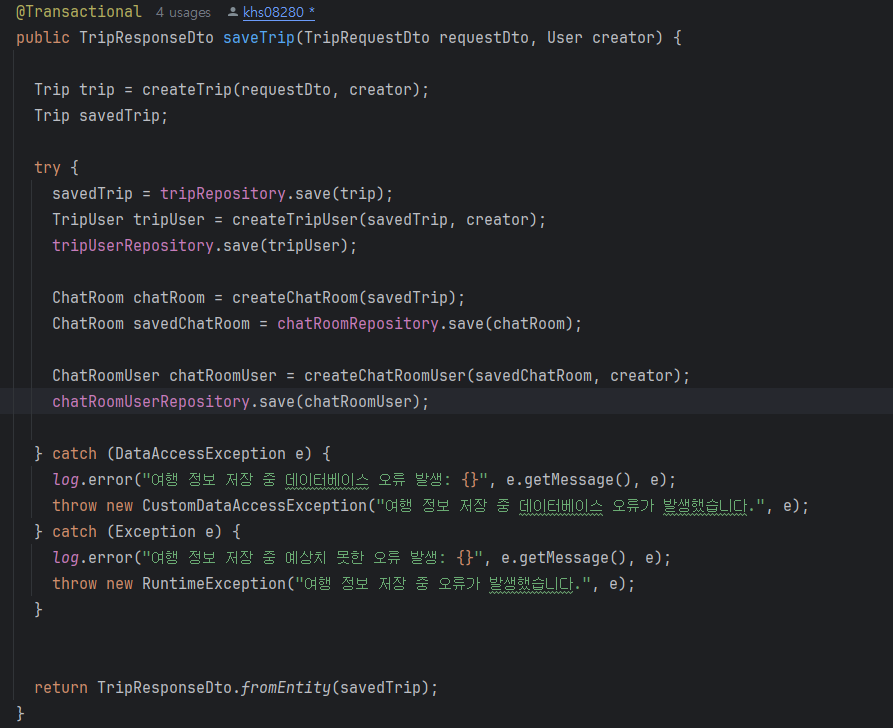 @Transactional 4 usages khs08280 *
public TripResponseDto saveTrip(TripRequestDto requestDto, User creator) {
Trip trip = createTrip(requestDto, creator);
Trip savedTrip;
try {
savedTrip = tripRepository.save(trip);
TripUser tripUser = createTripUser(savedTrip, creator);
tripUserRepository.save(tripUser);
ChatRoom chatRoom = createChatRoom(savedTrip);
ChatRoom savedChatRoom = chatRoomRepository.save(chatRoom);
ChatRoomUser chatRoomUser = createChatRoomUser(savedChatRoom, creator);
chatRoomUserRepository.save(chatRoomUser);
} catch (DataAccessException e) {
log.error("여행 정보 저장 중 데이터베이스 오류 발생: {}", e.getMessage(), e);
throw new CustomDataAccessException("여행 정보 저장 중 데이터베이스 오류가 발생했습니다.", e);
} catch (Exception e) {
log.error("여행 정보 저장 중 예상치 못한 오류 발생: {}", e.getMessage(), e);
throw new RuntimeException("여행 정보 저장 중 오류가 발생했습니다.", e);
}
return TripResponseDto.fromEntity(savedTrip);
}